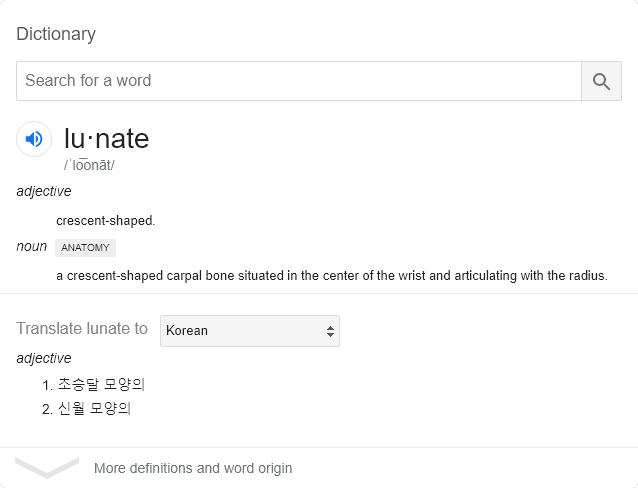 Dictionary
Search for a word
lu·nate
/ˈlo͞onāt/
adjective
crescent-shaped.
noun ANATOMY
a crescent-shaped carpal bone situated in the center of the wrist and articulating with the radius.
Translate lunate to Korean
adjective
1. 초승달 모양의
2. 신월 모양의
More definitions and word origin